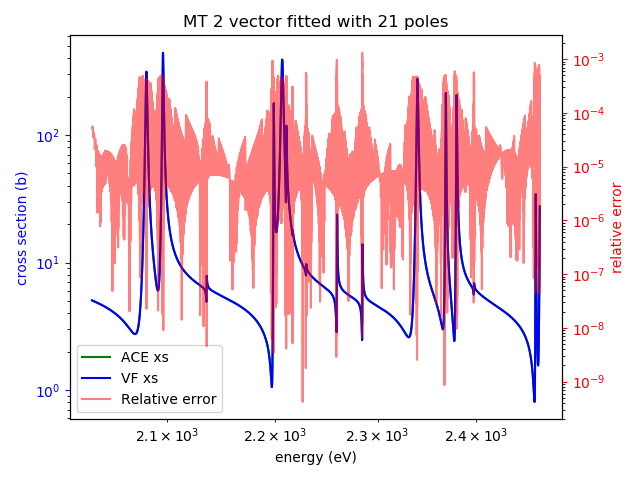 MT 2 vector fitted with 21 poles
cross section (b)
10²
10¹
10⁰
10⁻³
10⁻⁴
10⁻⁵
10⁻⁶
10⁻⁷
10⁻⁸
10⁻⁹
relative error
ACE xs
VF xs
Relative error
2.1 × 10³ 2.2 × 10³ 2.3 × 10³ 2.4 × 10³
energy (eV)